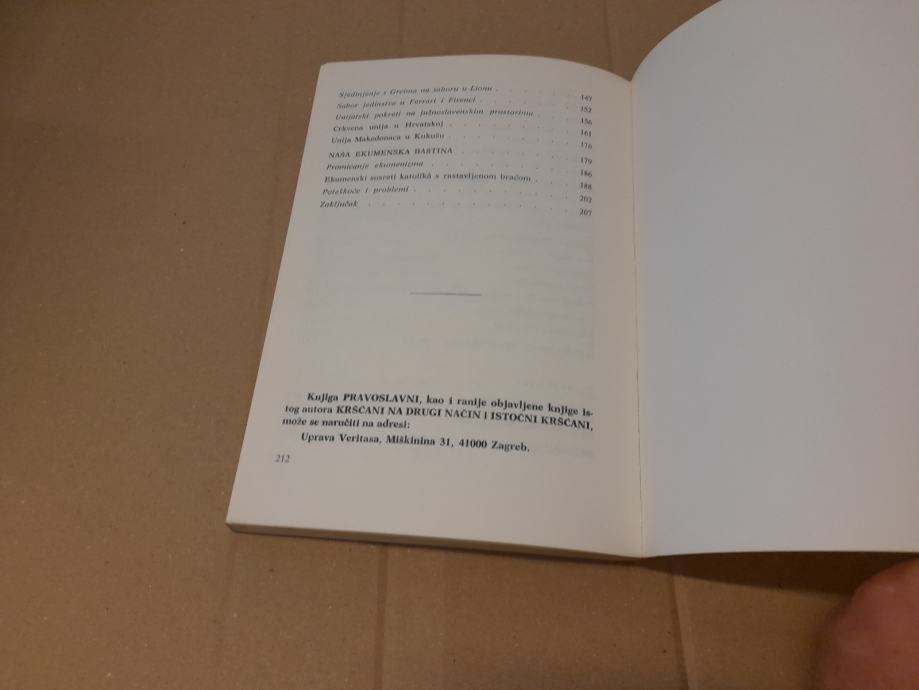 Sjedinjenje s Grcima na saboru u Lionu . . . . . . . 147
Sabor jedinstva u Ferrari i Firenci . . . . . . . . 152
Unijatski pokreti na južnoslavenskim prostorima . . . . 156
Crkvena unija u Hrvatskoj . . . . . . . . . . 161
Unija Makedonaca u Kukušu . . . . . . . . . . 176
NAŠA EKUMENSKA BAŠTINA . . . . . . . . . 179
Promicanje ekumenizma . . . . . . . . . . . 186
Ekumenski susreti katolikâ s rastavljenom braćom . . . . 188
Poteškoće i problemi . . . . . . . . . . . . 202
Zaključak . . . . . . . . . . . . . . . 207
Knjiga PRAVOSLAVNI, kao i ranije objavljene knjige is-
tog autora KRŠĆANI NA DRUGI NAČIN i ISTOČNI KRŠĆANI,
može se naručiti na adresi:
Uprava Veritasa, Miškinina 31, 41000 Zagreb.
212